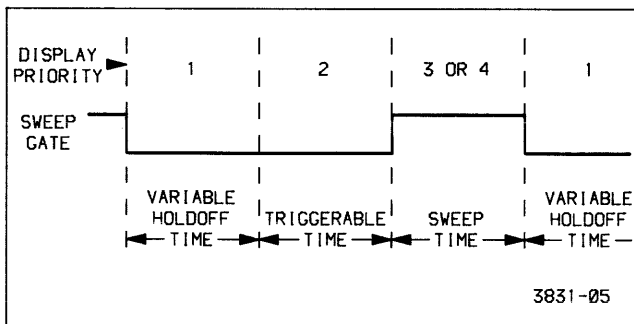 DISPLAY
PRIORITY 1 2 3 OR 4 1
SWEEP
GATE
VARIABLE HOLDOFF TIME
TRIGGERABLE TIME
SWEEP TIME
VARIABLE HOLDOFF TIME
3831-05